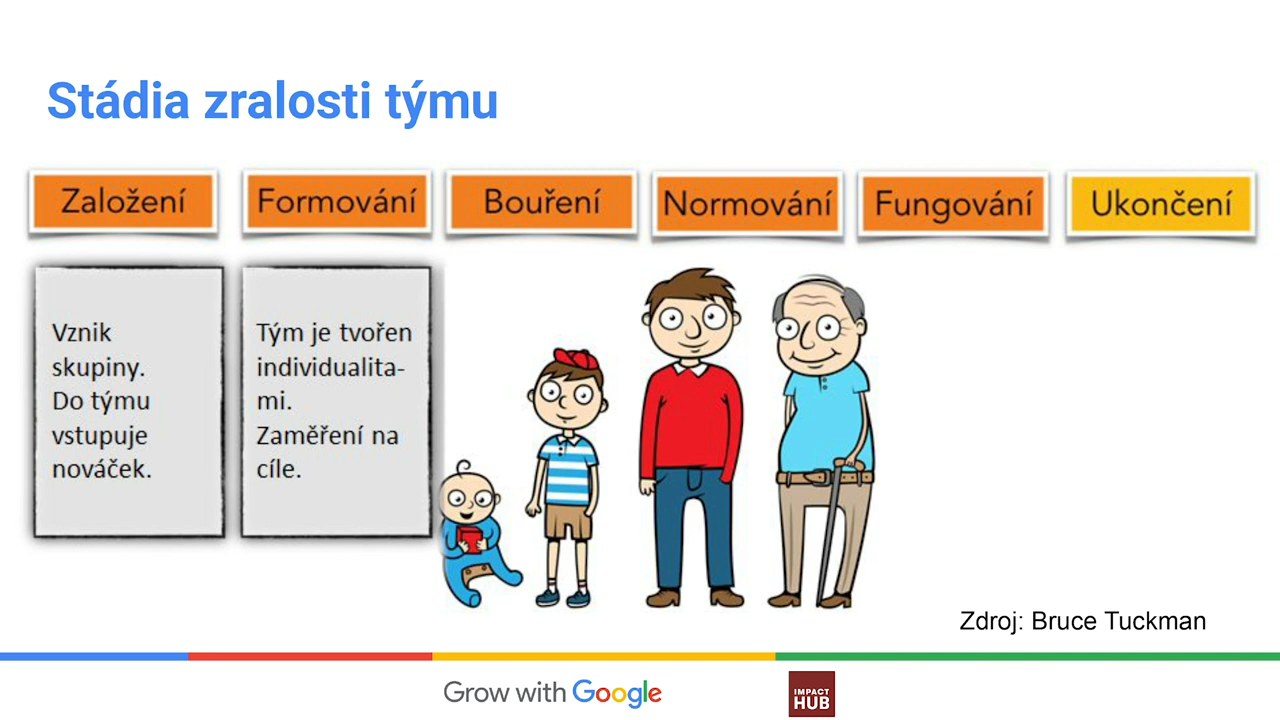 Stádia zralosti týmu
Založení
Formování
Bouření
Normování
Fungování
Ukončení
Vznik
skupiny.
Do týmu
vstupuje
nováček.
Tým je tvořen
individualita-
mi.
Zaměření na
cíle.
Zdroj: Bruce Tuckman
Grow with Google
IMPACT
HUB